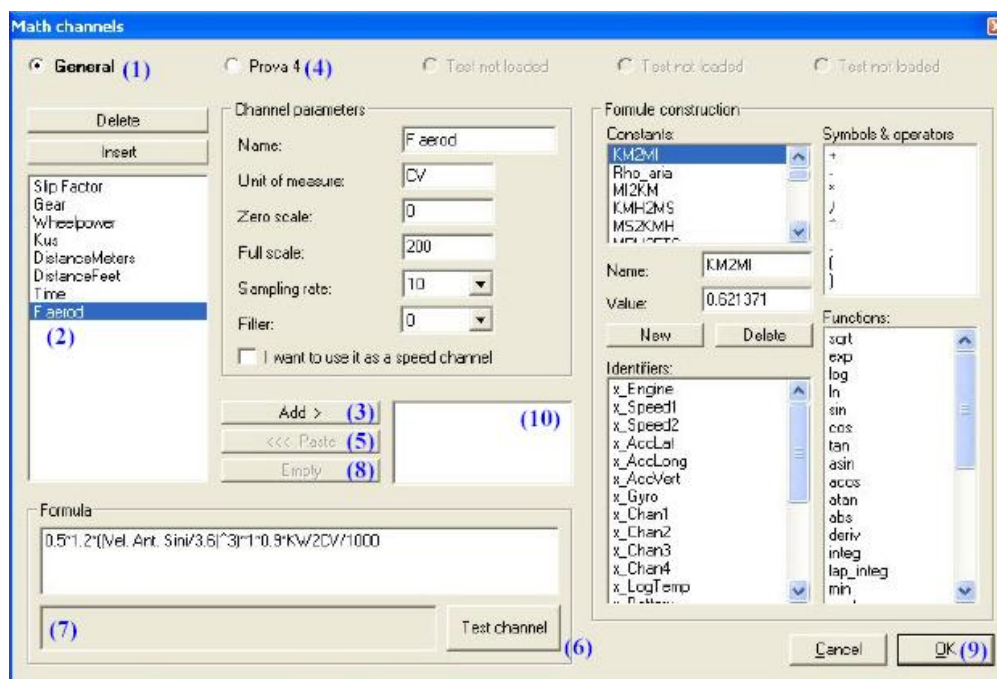 Math channels
General (1)
Prova 4 (4)
Test not loaded
Test not loaded
Test not loaded
Delete
Insert
Slip Factor
Gear
Wheelpower
Kus
DistanceMeters
DistanceFeet
Time
F aerod
(2)
Channel parameters
Name: F aerod
Unit of measure: CV
Zero scale: 0
Full scale: 200
Sampling rate: 10
Filter: 0
I want to use it as a speed channel
Add > (3)
<<< Paste (5)
Empty (8)
(10)
Formula
0.5*1.2*((Vel. Ant. Sini/3.6)^3)*1*0.9*KW2CV/1000
(7)
Test channel
(6)
Formule construction
Constants:
KM2MI
Rho_aria
MI2KM
KMH2MS
MS2KMH
Name: KM2MI
Value: 0.621371
New
Delete
Identifiers:
x_Engine
x_Speed1
x_Speed2
x_AccLat
x_AccLong
x_AccVert
x_Gyro
x_Chan1
x_Chan2
x_Chan3
x_Chan4
x_LogTemp
Symbols & operators
+
-
*
/
^
.
(
)
Functions:
sqrt
exp
log
ln
sin
cos
tan
asin
accs
atan
abs
deriv
integ
lap_integ
min
Cancel
OK (9)